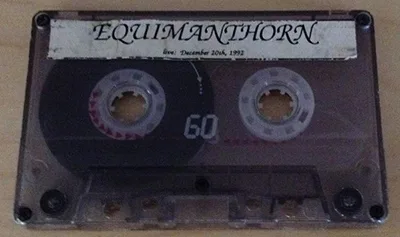 EQUIMANTHORN
live: December 20th, 1992
60